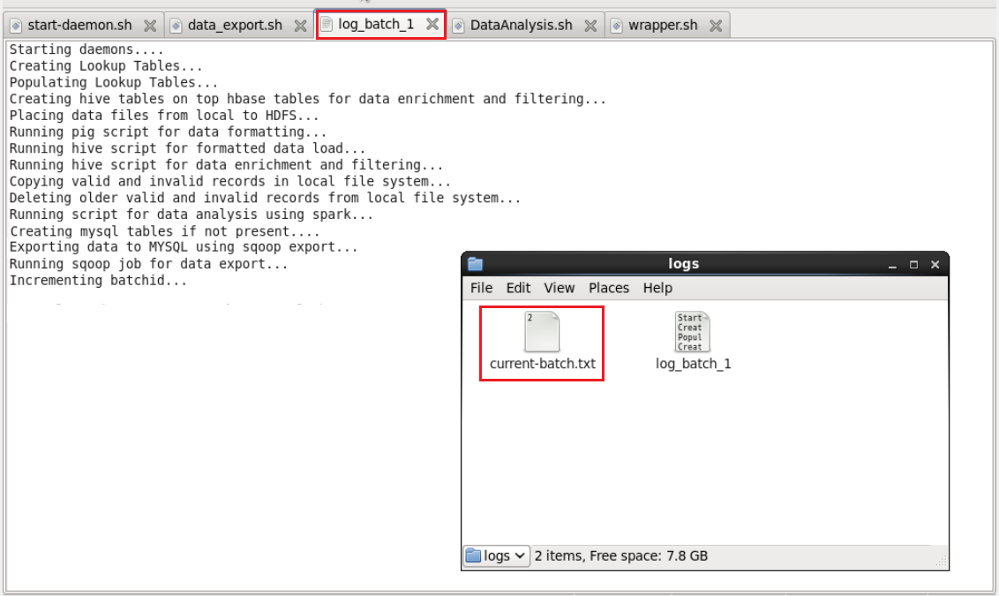 start-daemon.sh data_export.sh log_batch_1 DataAnalysis.sh wrapper.sh
Starting daemons....
Creating Lookup Tables...
Populating Lookup Tables...
Creating hive tables on top hbase tables for data enrichment and filtering...
Placing data files from local to HDFS...
Running pig script for data formatting...
Running hive script for formatted data load...
Running hive script for data enrichment and filtering...
Copying valid and invalid records in local file system...
Deleting older valid and invalid records from local file system...
Running script for data analysis using spark...
Creating mysql tables if not present....
Exporting data to MYSQL using sqoop export...
Running sqoop job for data export...
Incrementing batchid...
logs
File Edit View Places Help
2
current-batch.txt
Start
Creat
Popul
Creat
log_batch_1
logs 2 items, Free space: 7.8 GB